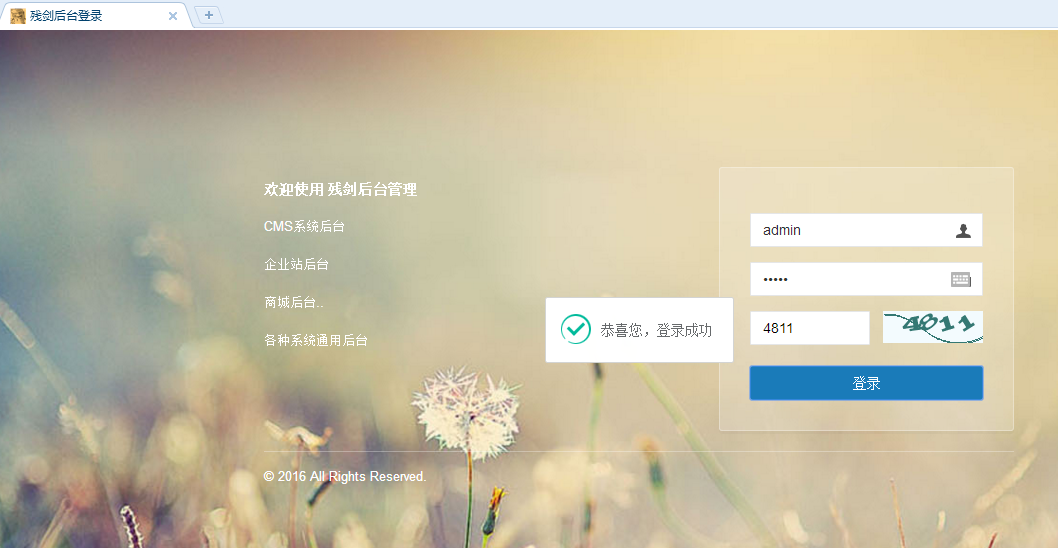 残剑后台登录
欢迎使用 残剑后台管理
CMS系统后台
企业站后台
商城后台..
各种系统通用后台
admin
•••••
4811
4811
恭喜您，登录成功
登录
© 2016 All Rights Reserved.